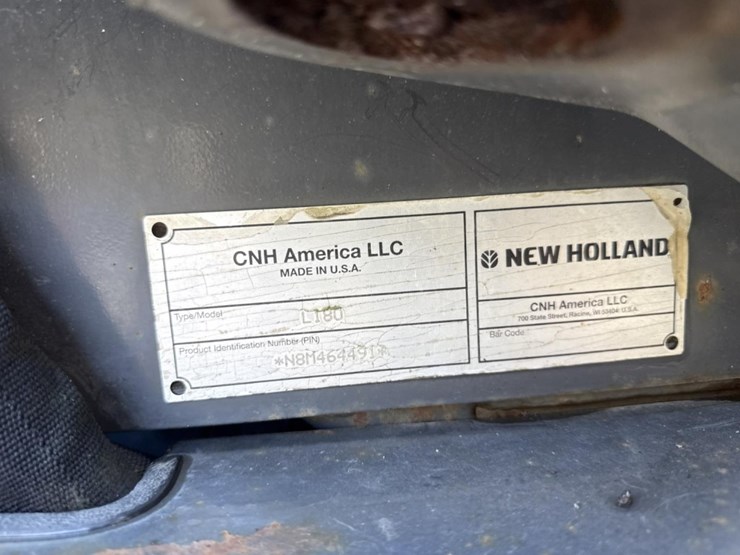 CNH America LLC
MADE IN U.S.A.
Type/Model
L180
Product Identification Number (PIN)
*N8M464491*
NEW HOLLAND
CNH America LLC
700 State Street, Racine, WI 53404 U.S.A.
Bar Code